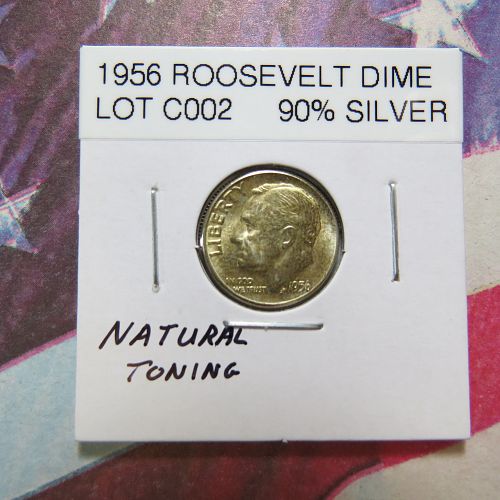 1956 ROOSEVELT DIME
LOT C002 90% SILVER
LIBERTY
IN GOD
WE TRUST
1956
NATURAL
TONING